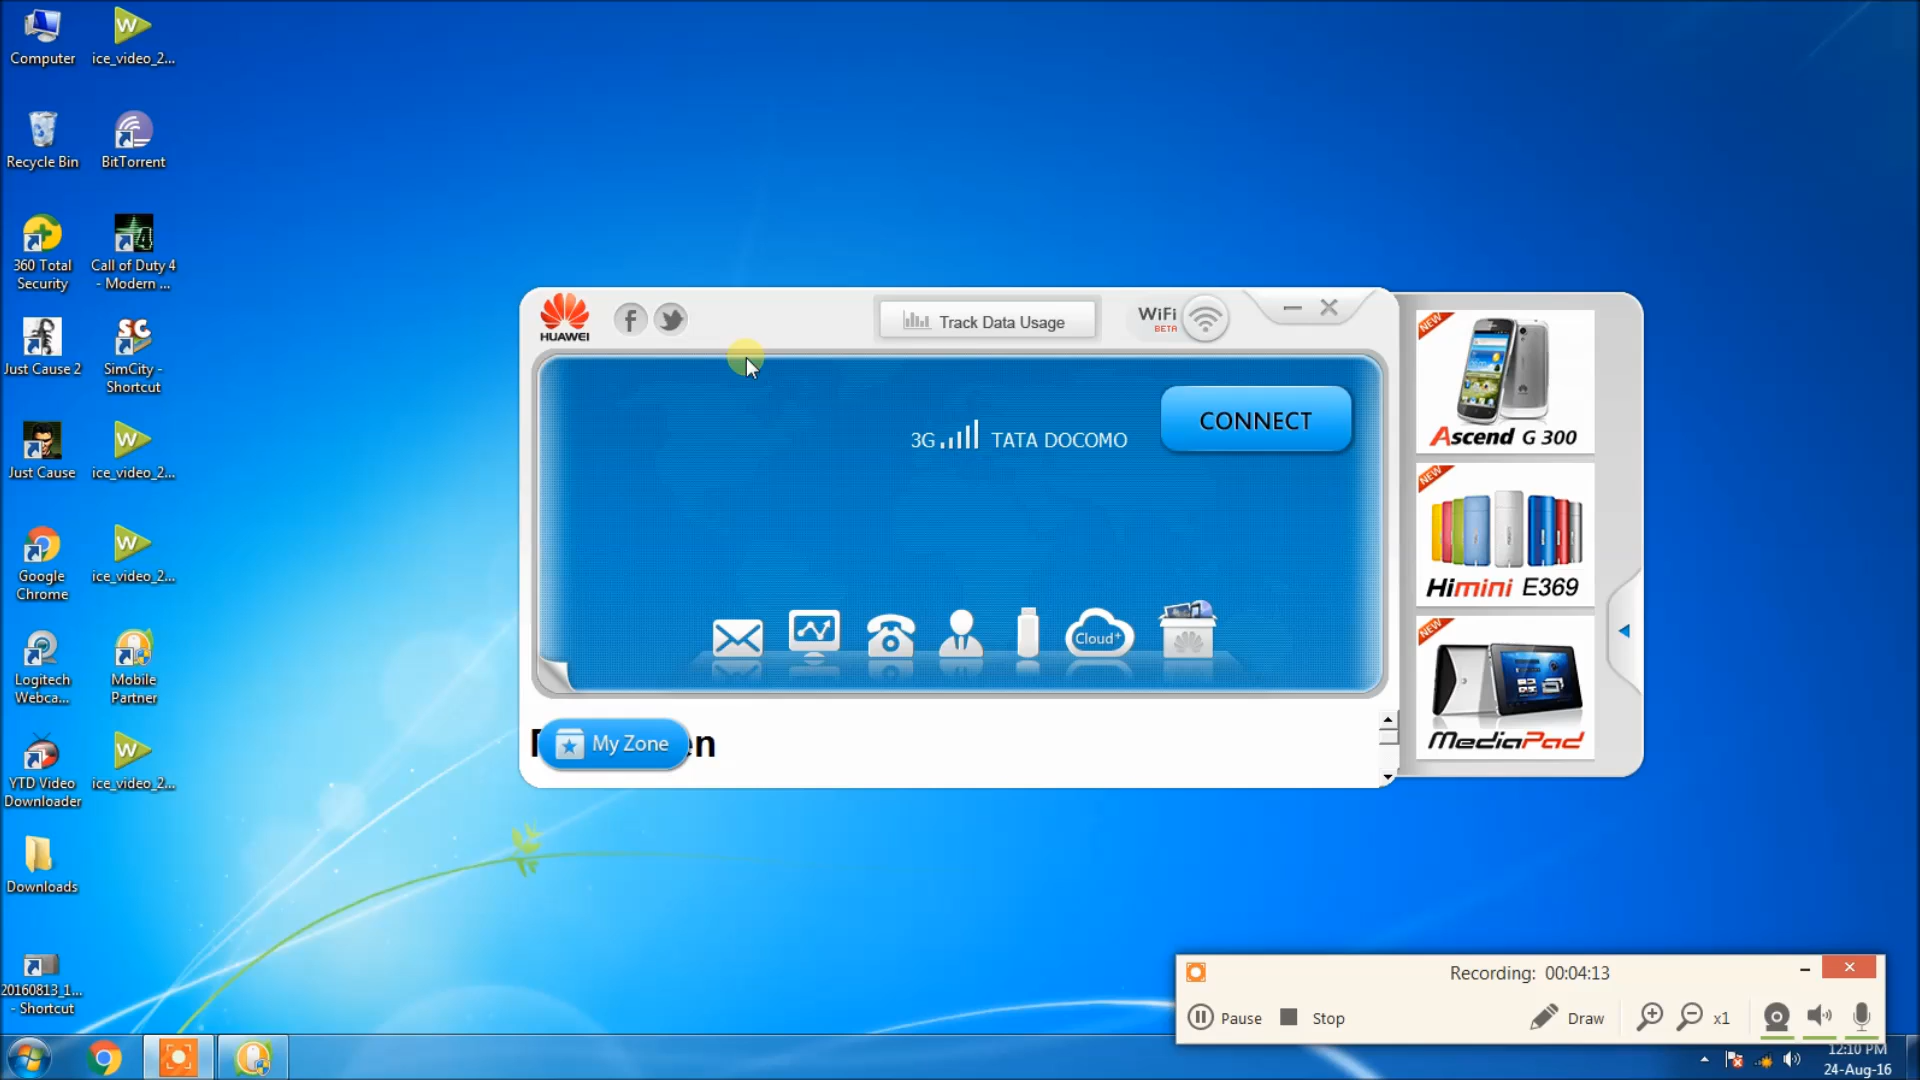 Computer
ice_video_2...
Recycle Bin
BitTorrent
360 Total
Security
Call of Duty 4
- Modern ...
4
Just Cause 2
SC
SimCity -
Shortcut
Just Cause
ice_video_2...
Google
Chrome
ice_video_2...
Logitech
Webca...
Mobile
Partner
YTD Video
Downloader
ice_video_2...
Downloads
20160813_1...
- Shortcut
HUAWEI
Track Data Usage
WiFi
BETA
3G TATA DOCOMO
CONNECT
Cloud+
My Zone
en
NEW
Ascend G 300
NEW
Himini E369
NEW
MediaPad
Recording: 00:04:13
Pause
Stop
Draw
x1
12:10 PM
24-Aug-16